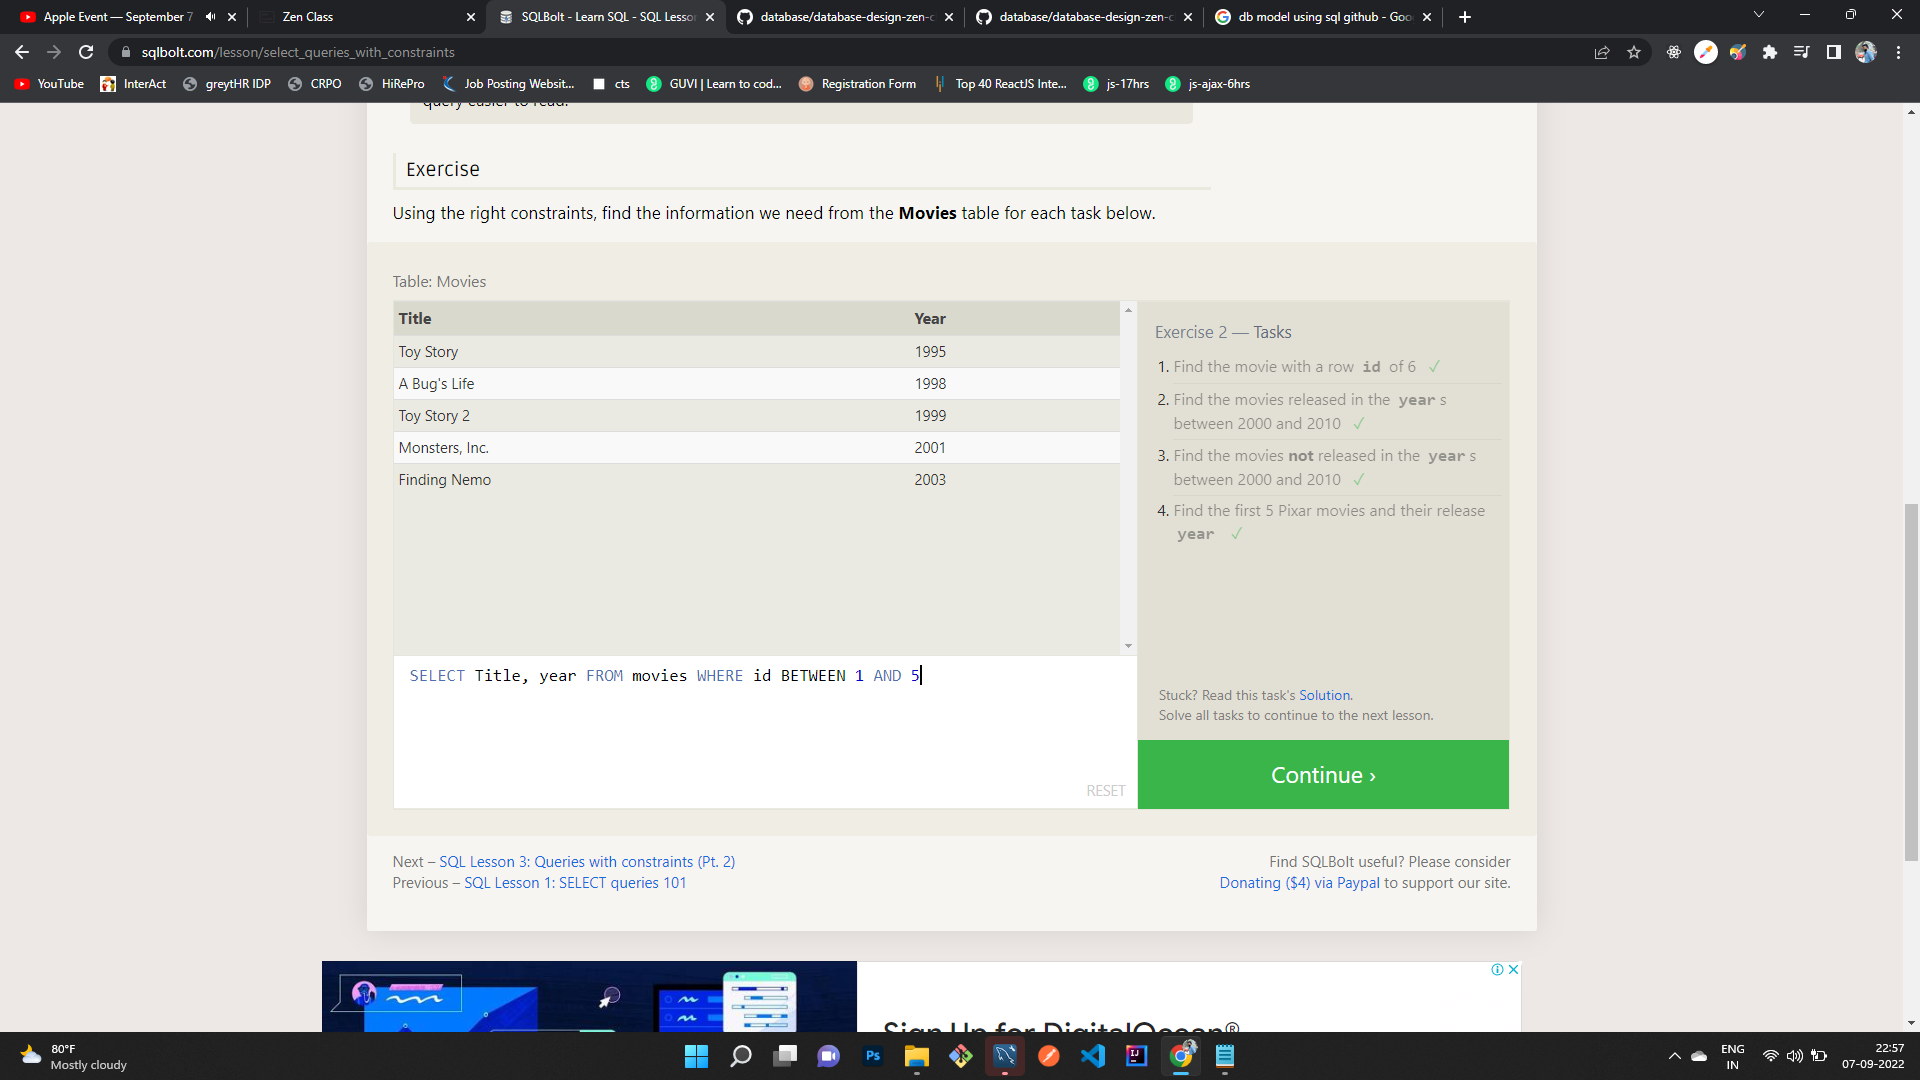 Apple Event — September 7
Zen Class
SQLBolt - Learn SQL - SQL Lesson
database/database-design-zen-c
database/database-design-zen-c
db model using sql github - Goo
sqlbolt.com/lesson/select_queries_with_constraints
YouTube
InterAct
greytHR IDP
CRPO
HiRePro
Job Posting Websit...
cts
GUVI | Learn to cod...
Registration Form
Top 40 ReactJS Inte...
js-17hrs
js-ajax-6hrs
query easier to read.
Exercise
Using the right constraints, find the information we need from the Movies table for each task below.
Table: Movies
Title Year
Toy Story 1995
A Bug's Life 1998
Toy Story 2 1999
Monsters, Inc. 2001
Finding Nemo 2003
SELECT Title, year FROM movies WHERE id BETWEEN 1 AND 5
RESET
Exercise 2 — Tasks
1. Find the movie with a row id of 6 ✓
2. Find the movies released in the year s
between 2000 and 2010 ✓
3. Find the movies not released in the year s
between 2000 and 2010 ✓
4. Find the first 5 Pixar movies and their release
year ✓
Stuck? Read this task's Solution.
Solve all tasks to continue to the next lesson.
Continue ›
Next – SQL Lesson 3: Queries with constraints (Pt. 2)
Previous – SQL Lesson 1: SELECT queries 101
Find SQLBolt useful? Please consider
Donating ($4) via Paypal to support our site.
Sign Up for DigitalOcean®
80°F
Mostly cloudy
Ps
IJ
ENG
IN
22:57
07-09-2022